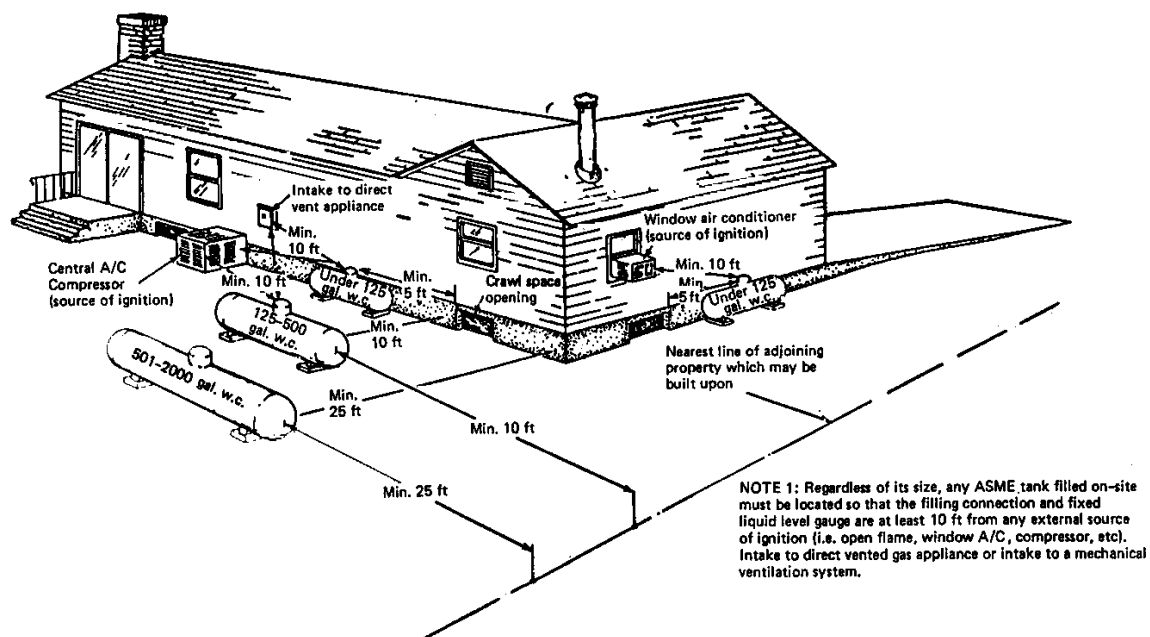 Intake to direct
vent appliance
Min.
10 ft
Window air conditioner
(source of ignition)
Central A/C
Compressor
(source of ignition)
Min. 10 ft
Under 125
gal. w.c.
Min.
5 ft
Crawl space
opening
Min. 10 ft
Min.
5 ft
Under 125
gal. w.c.
125-500
gal. w.c.
Min.
10 ft
501-2000 gal. w.c.
Min.
25 ft
Nearest line of adjoining
property which may be
built upon
Min. 10 ft
Min. 25 ft
NOTE 1: Regardless of its size, any ASME tank filled on-site
must be located so that the filling connection and fixed
liquid level gauge are at least 10 ft from any external source
of ignition (i.e. open flame, window A/C, compressor, etc).
Intake to direct vented gas appliance or intake to a mechanical
ventilation system.